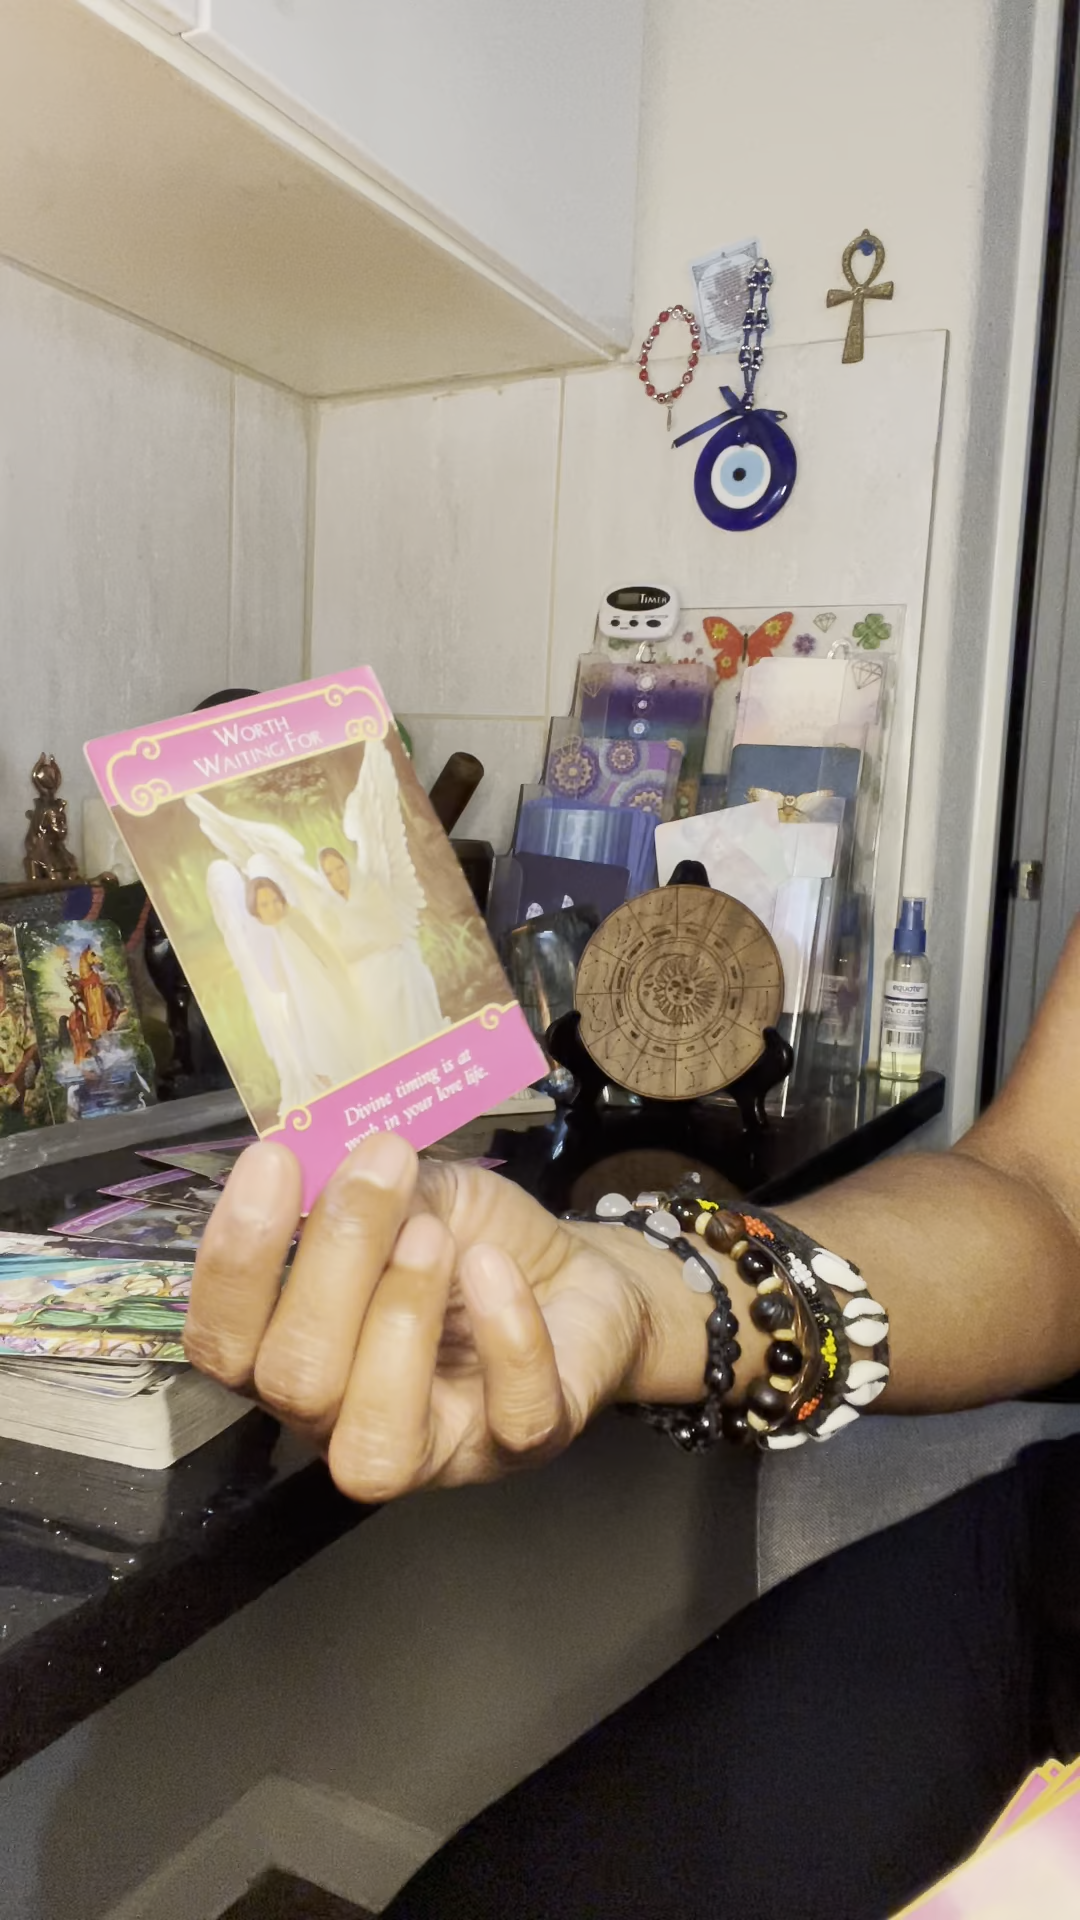 TIMER
WORTH
WAITING FOR
equate
Divine timing is at
work in your love life.